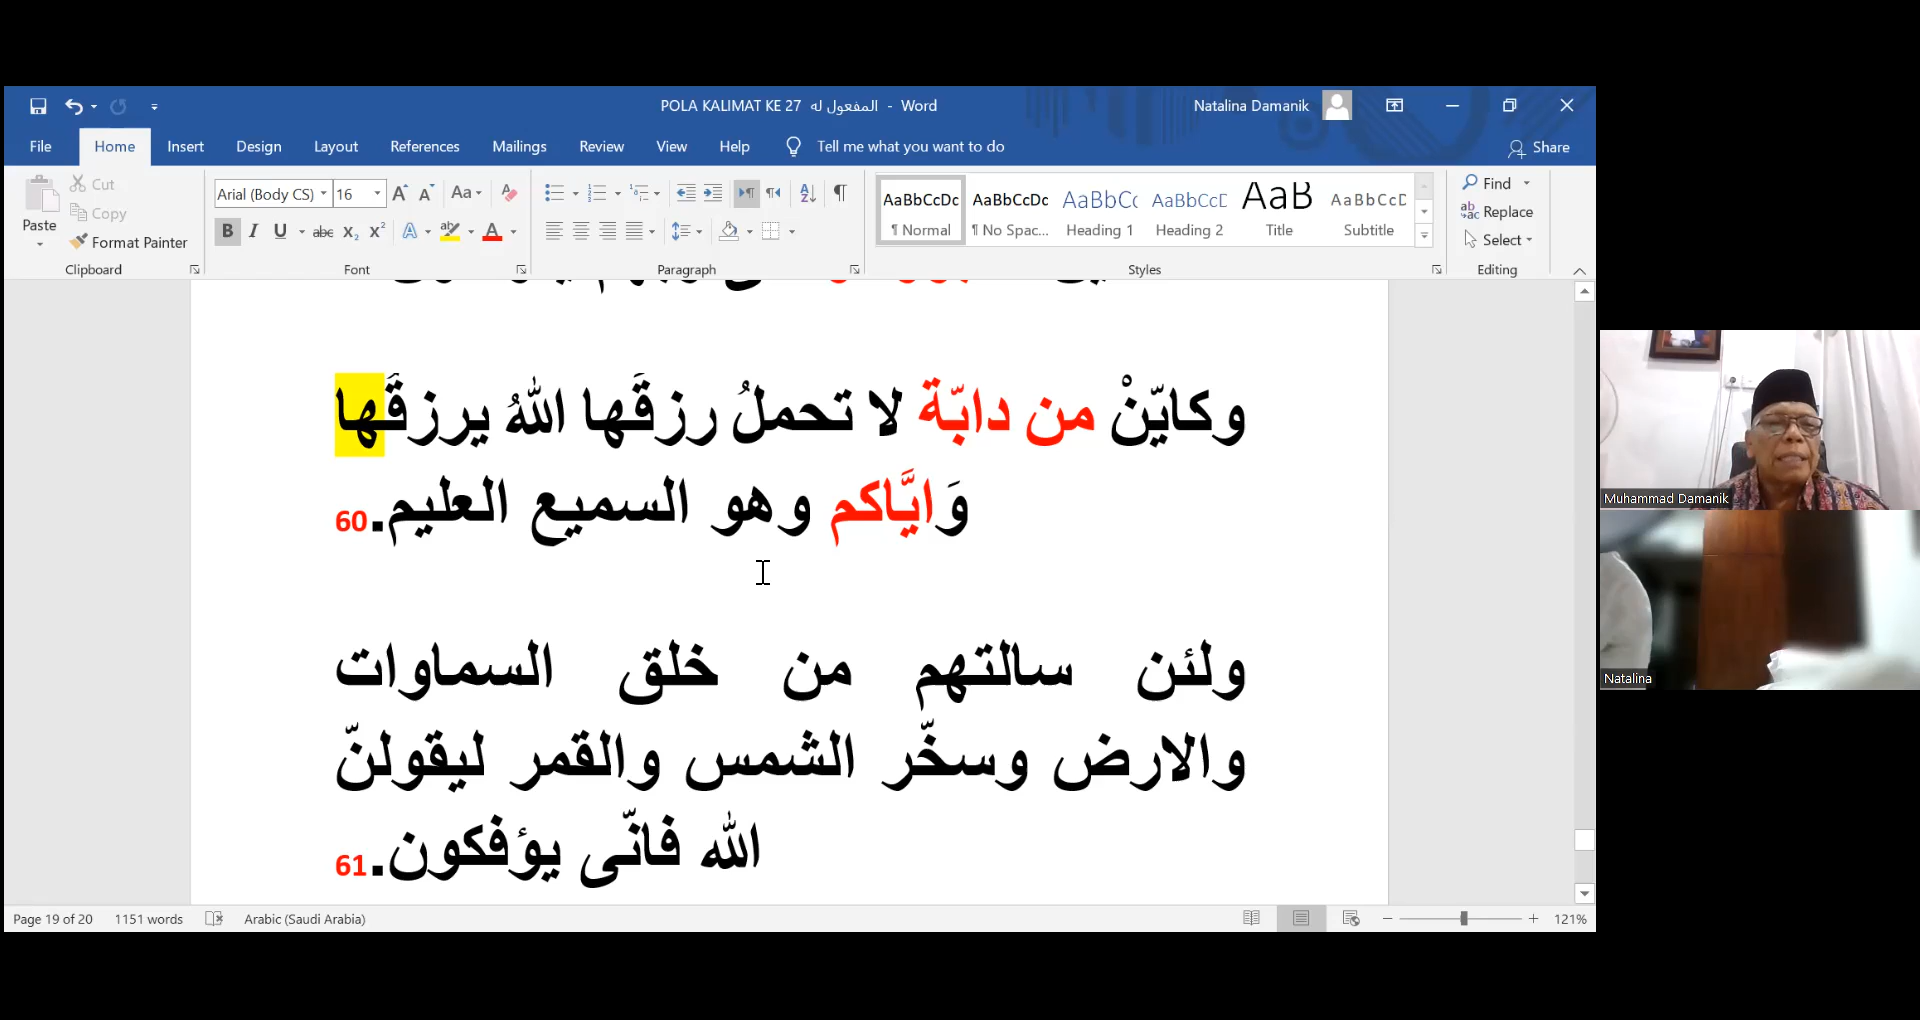 POLA KALIMAT KE 27 المفعول له - Word
Natalina Damanik
File Home Insert Design Layout References Mailings Review View Help Tell me what you want to do Share
Paste
Cut
Copy
Format Painter
Clipboard
Arial (Body CS) 16
Font
Paragraph
AaBbCcDc AaBbCcDc AaBbCc AaBbCcD AaB AaBbCcD
¶ Normal ¶ No Spac... Heading 1 Heading 2 Title Subtitle
Styles
Find
Replace
Select
Editing
وكايّنْ من دابّة لا تحملُ رزقَها اللهُ يرزقَها
وَايَّاكم وهو السميع العليم.60
ولئن سالتهم من خلق السماوات
والارض وسخّر الشمس والقمر ليقولنّ
الله فانّى يؤفكون.61
Page 19 of 20 1151 words Arabic (Saudi Arabia) 121%
Muhammad Damanik
Natalina